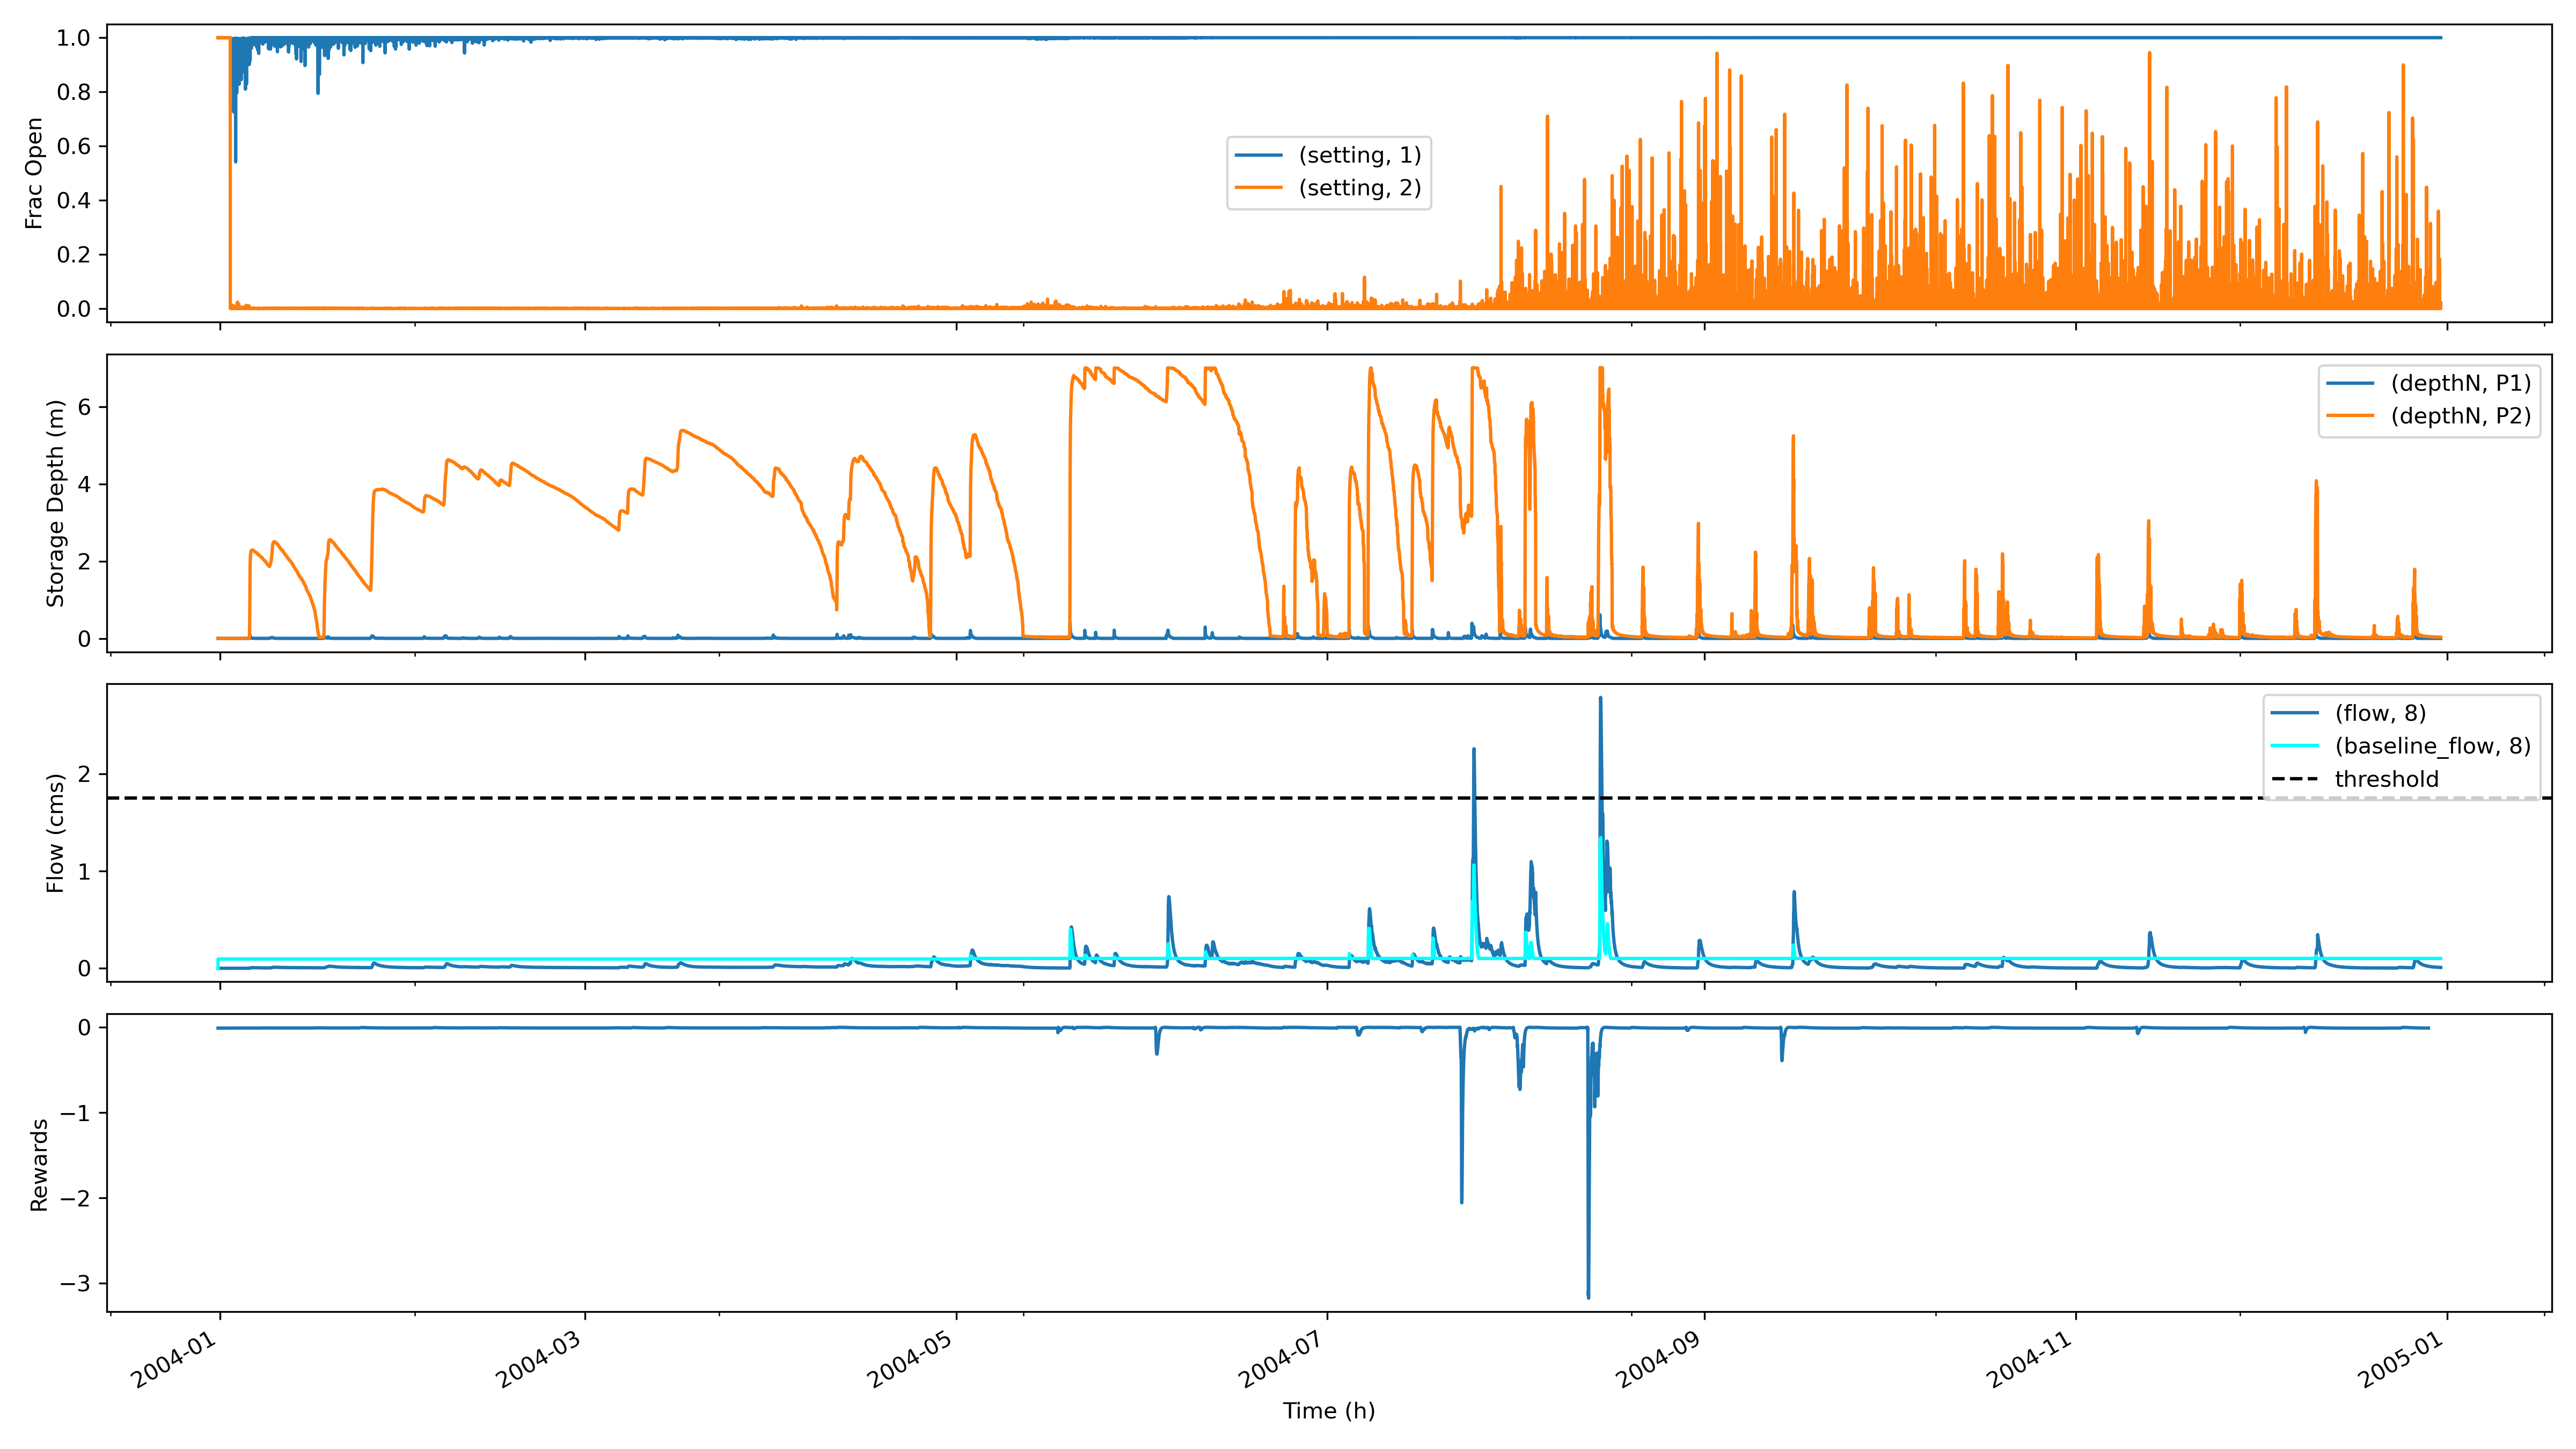 Frac Open
1.0
0.8
0.6
0.4
0.2
0.0
(setting, 1)
(setting, 2)
Storage Depth (m)
6
4
2
0
(depthN, P1)
(depthN, P2)
Flow (cms)
2
1
0
(flow, 8)
(baseline_flow, 8)
threshold
Rewards
0
−1
−2
−3
2004-01
2004-03
2004-05
2004-07
2004-09
2004-11
2005-01
Time (h)